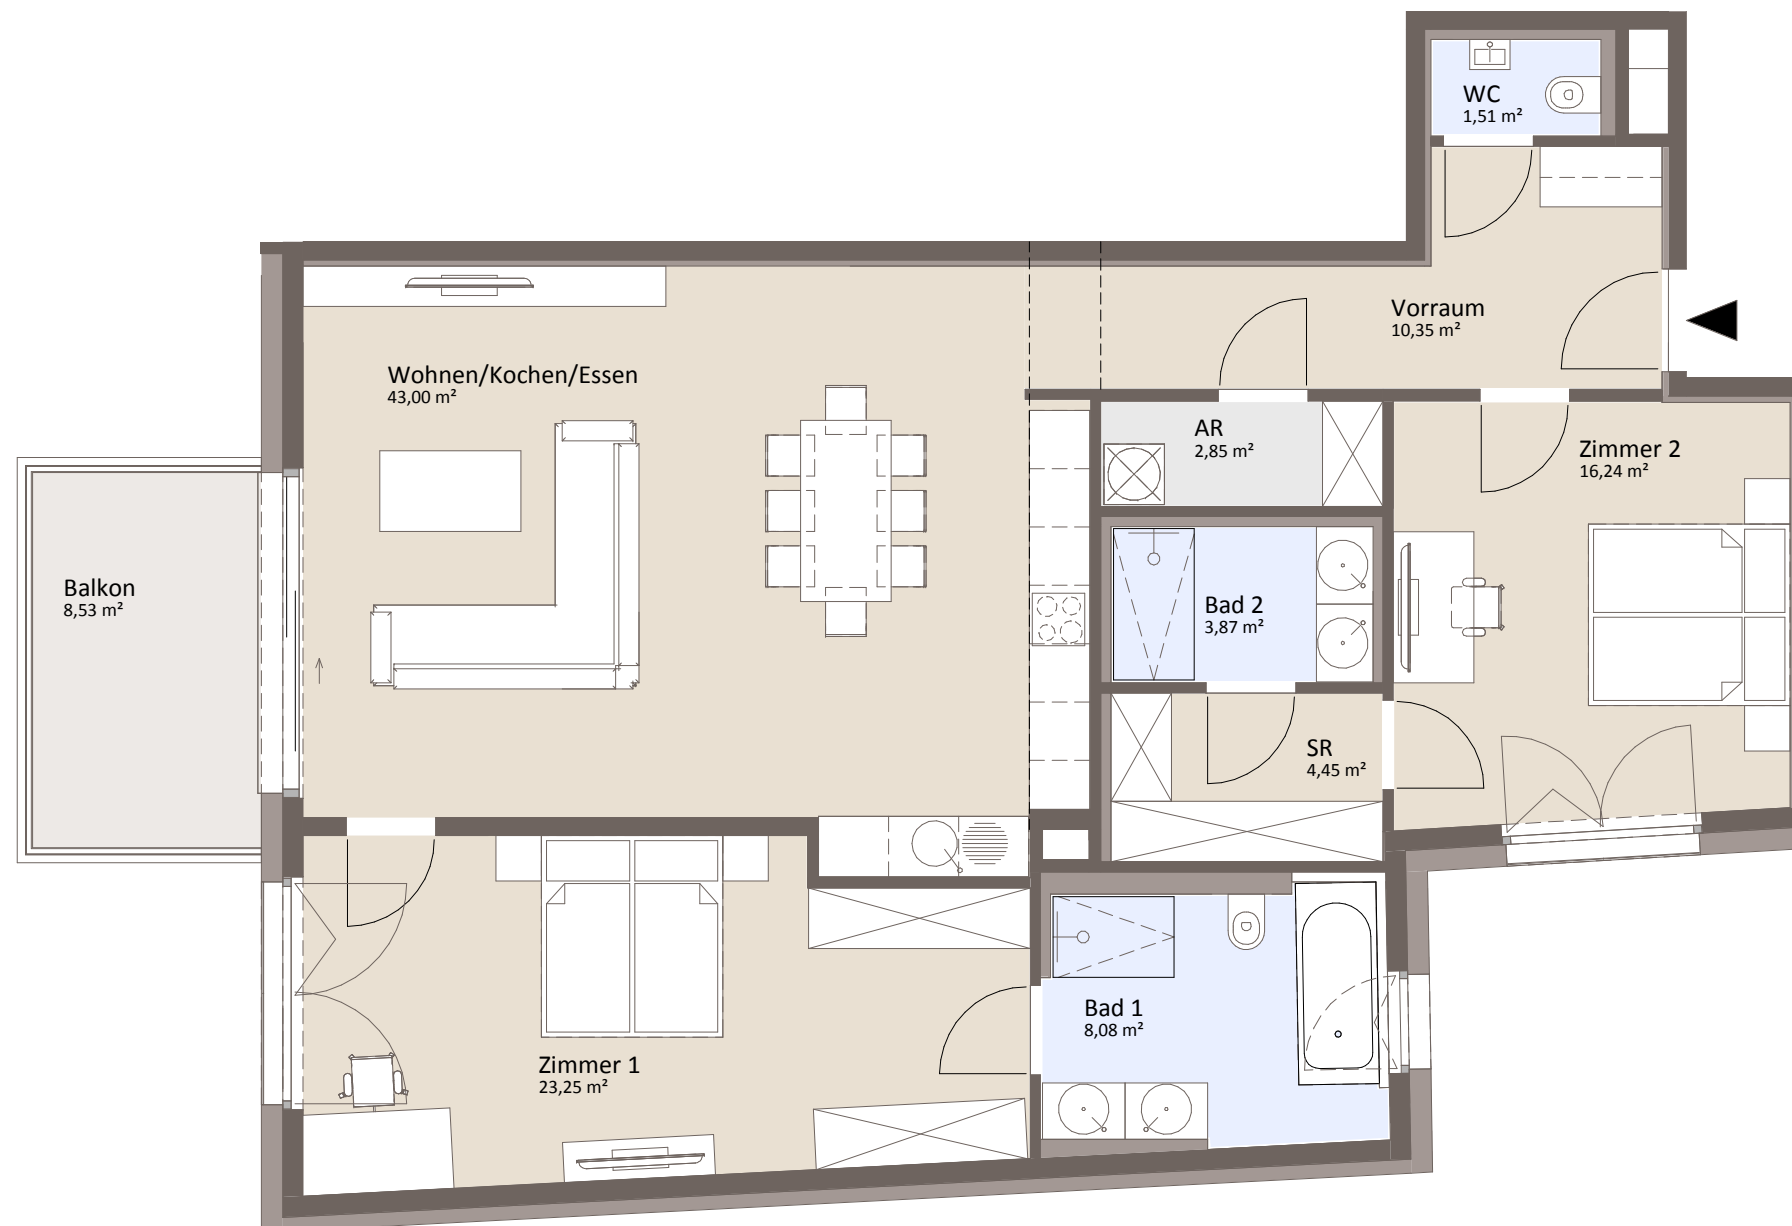 WC
1,51 m²
Vorraum
10,35 m²
Wohnen/Kochen/Essen
43,00 m²
AR
2,85 m²
Zimmer 2
16,24 m²
Balkon
8,53 m²
Bad 2
3,87 m²
SR
4,45 m²
Bad 1
8,08 m²
Zimmer 1
23,25 m²